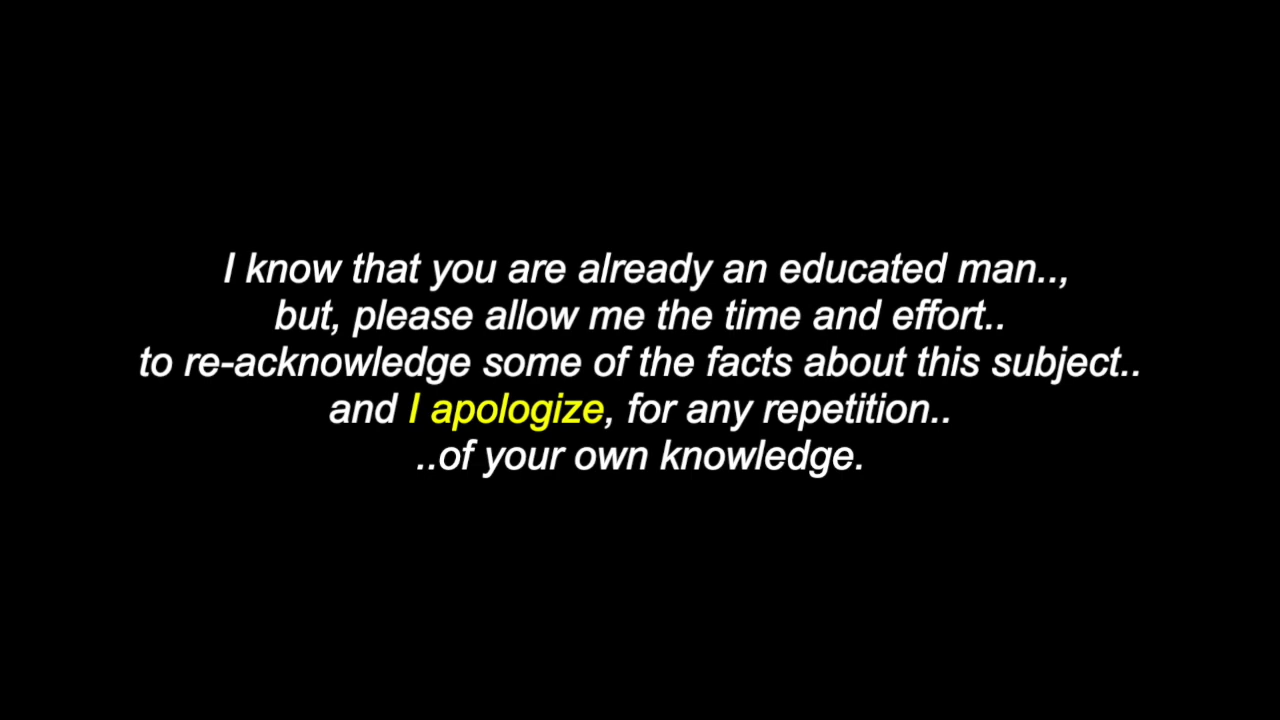 I know that you are already an educated man..,
but, please allow me the time and effort..
to re-acknowledge some of the facts about this subject..
and I apologize, for any repetition..
..of your own knowledge.